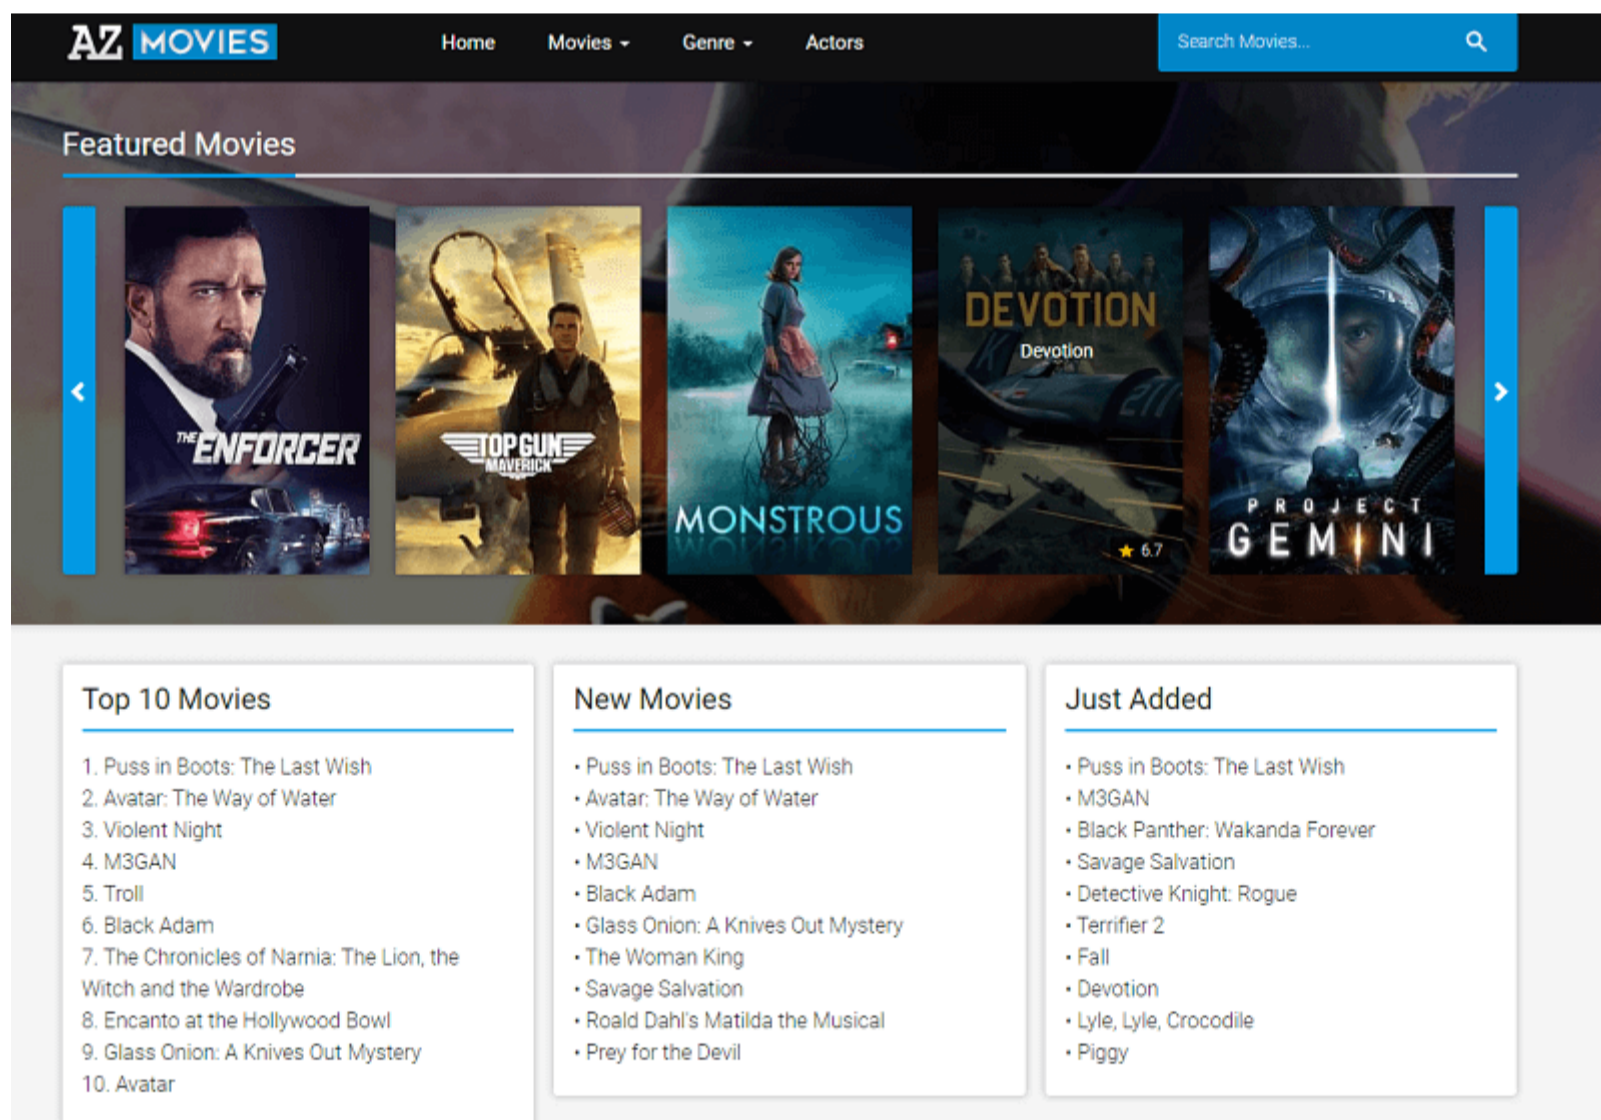 AZ MOVIES
Home
Movies
Genre
Actors
Search Movies...
Featured Movies
THE ENFORCER
TOP GUN
MAVERICK
MONSTROUS
DEVOTION
Devotion
K
217
6.7
PROJECT
GEMINI
Top 10 Movies
1. Puss in Boots: The Last Wish
2. Avatar: The Way of Water
3. Violent Night
4. M3GAN
5. Troll
6. Black Adam
7. The Chronicles of Narnia: The Lion, the
Witch and the Wardrobe
8. Encanto at the Hollywood Bowl
9. Glass Onion: A Knives Out Mystery
10. Avatar
New Movies
• Puss in Boots: The Last Wish
• Avatar: The Way of Water
• Violent Night
• M3GAN
• Black Adam
• Glass Onion: A Knives Out Mystery
• The Woman King
• Savage Salvation
• Roald Dahl's Matilda the Musical
• Prey for the Devil
Just Added
• Puss in Boots: The Last Wish
• M3GAN
• Black Panther: Wakanda Forever
• Savage Salvation
• Detective Knight: Rogue
• Terrifier 2
• Fall
• Devotion
• Lyle, Lyle, Crocodile
• Piggy